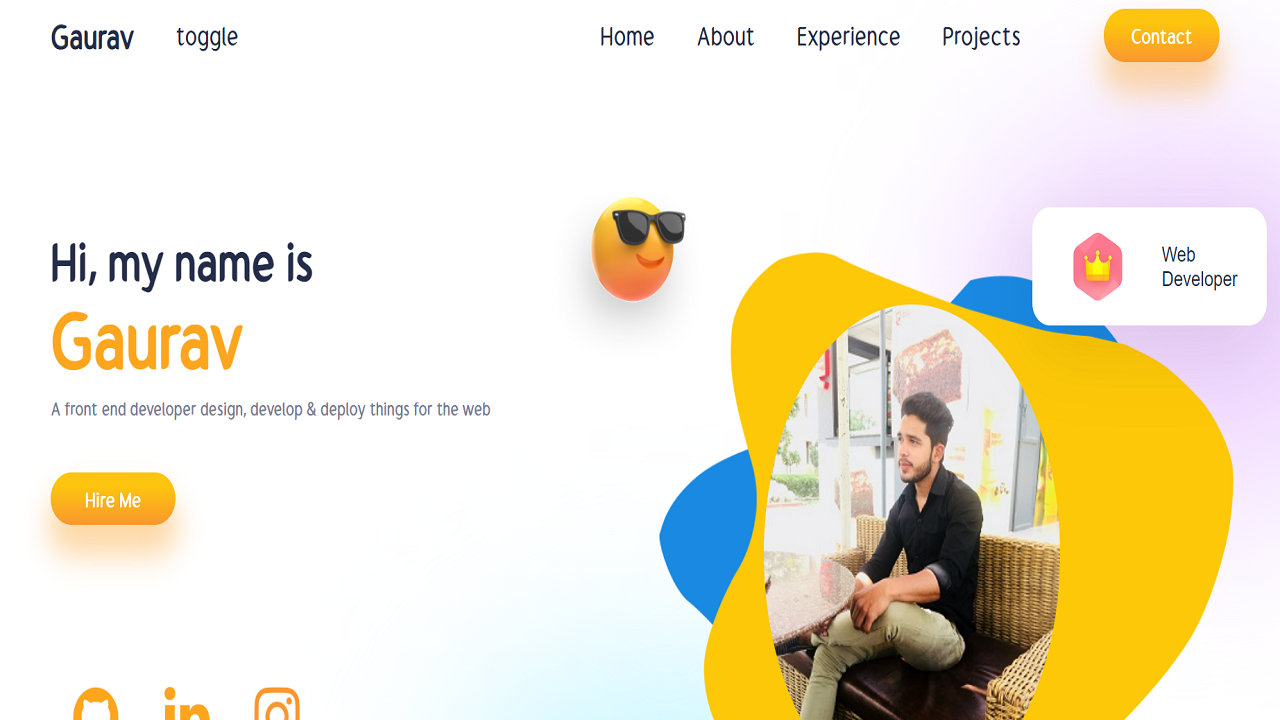 Gaurav toggle Home About Experience Projects Contact
Web
Developer
Hi, my name is
Gaurav
A front end developer design, develop & deploy things for the web
Hire Me
in